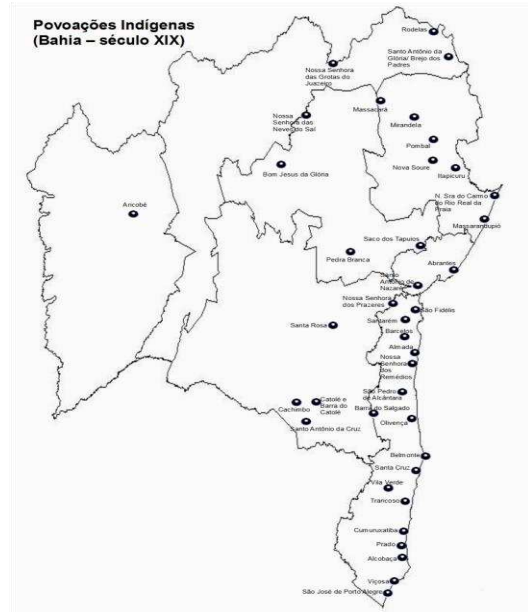 Povoações Indígenas
(Bahia – século XIX)
Rodelas
Santo Antônio da
Glória/ Brejo dos
Padres
Nossa Senhora
das Grotas do
Juazeiro
Massacará
Nossa
Senhora das
Neves do Sal
Mirandela
Pombal
Bom Jesus da Glória
Nova Soure
Itapicuru
N. Sra do Carmo
do Rio Real da
Praia
Aricobé
Massarandupió
Saco dos Tapuios
Pedra Branca
Abrantes
Santo
Antônio de
Nazaré
Nossa Senhora
dos Prazeres
São Fidélis
Santarém
Santa Rosa
Barcelos
Almada
Nossa
Senhora
dos
Remédios
São Pedro
de Alcântara
Catolé e
Barra do
Catolé
Cachimbo
Barra do Salgado
Olivença
Santo Antônio da Cruz
Belmonte
Santa Cruz
Vila Verde
Trancoso
Cumuruxatiba
Prado
Alcobaça
Viçosa
São José de Porto Alegre